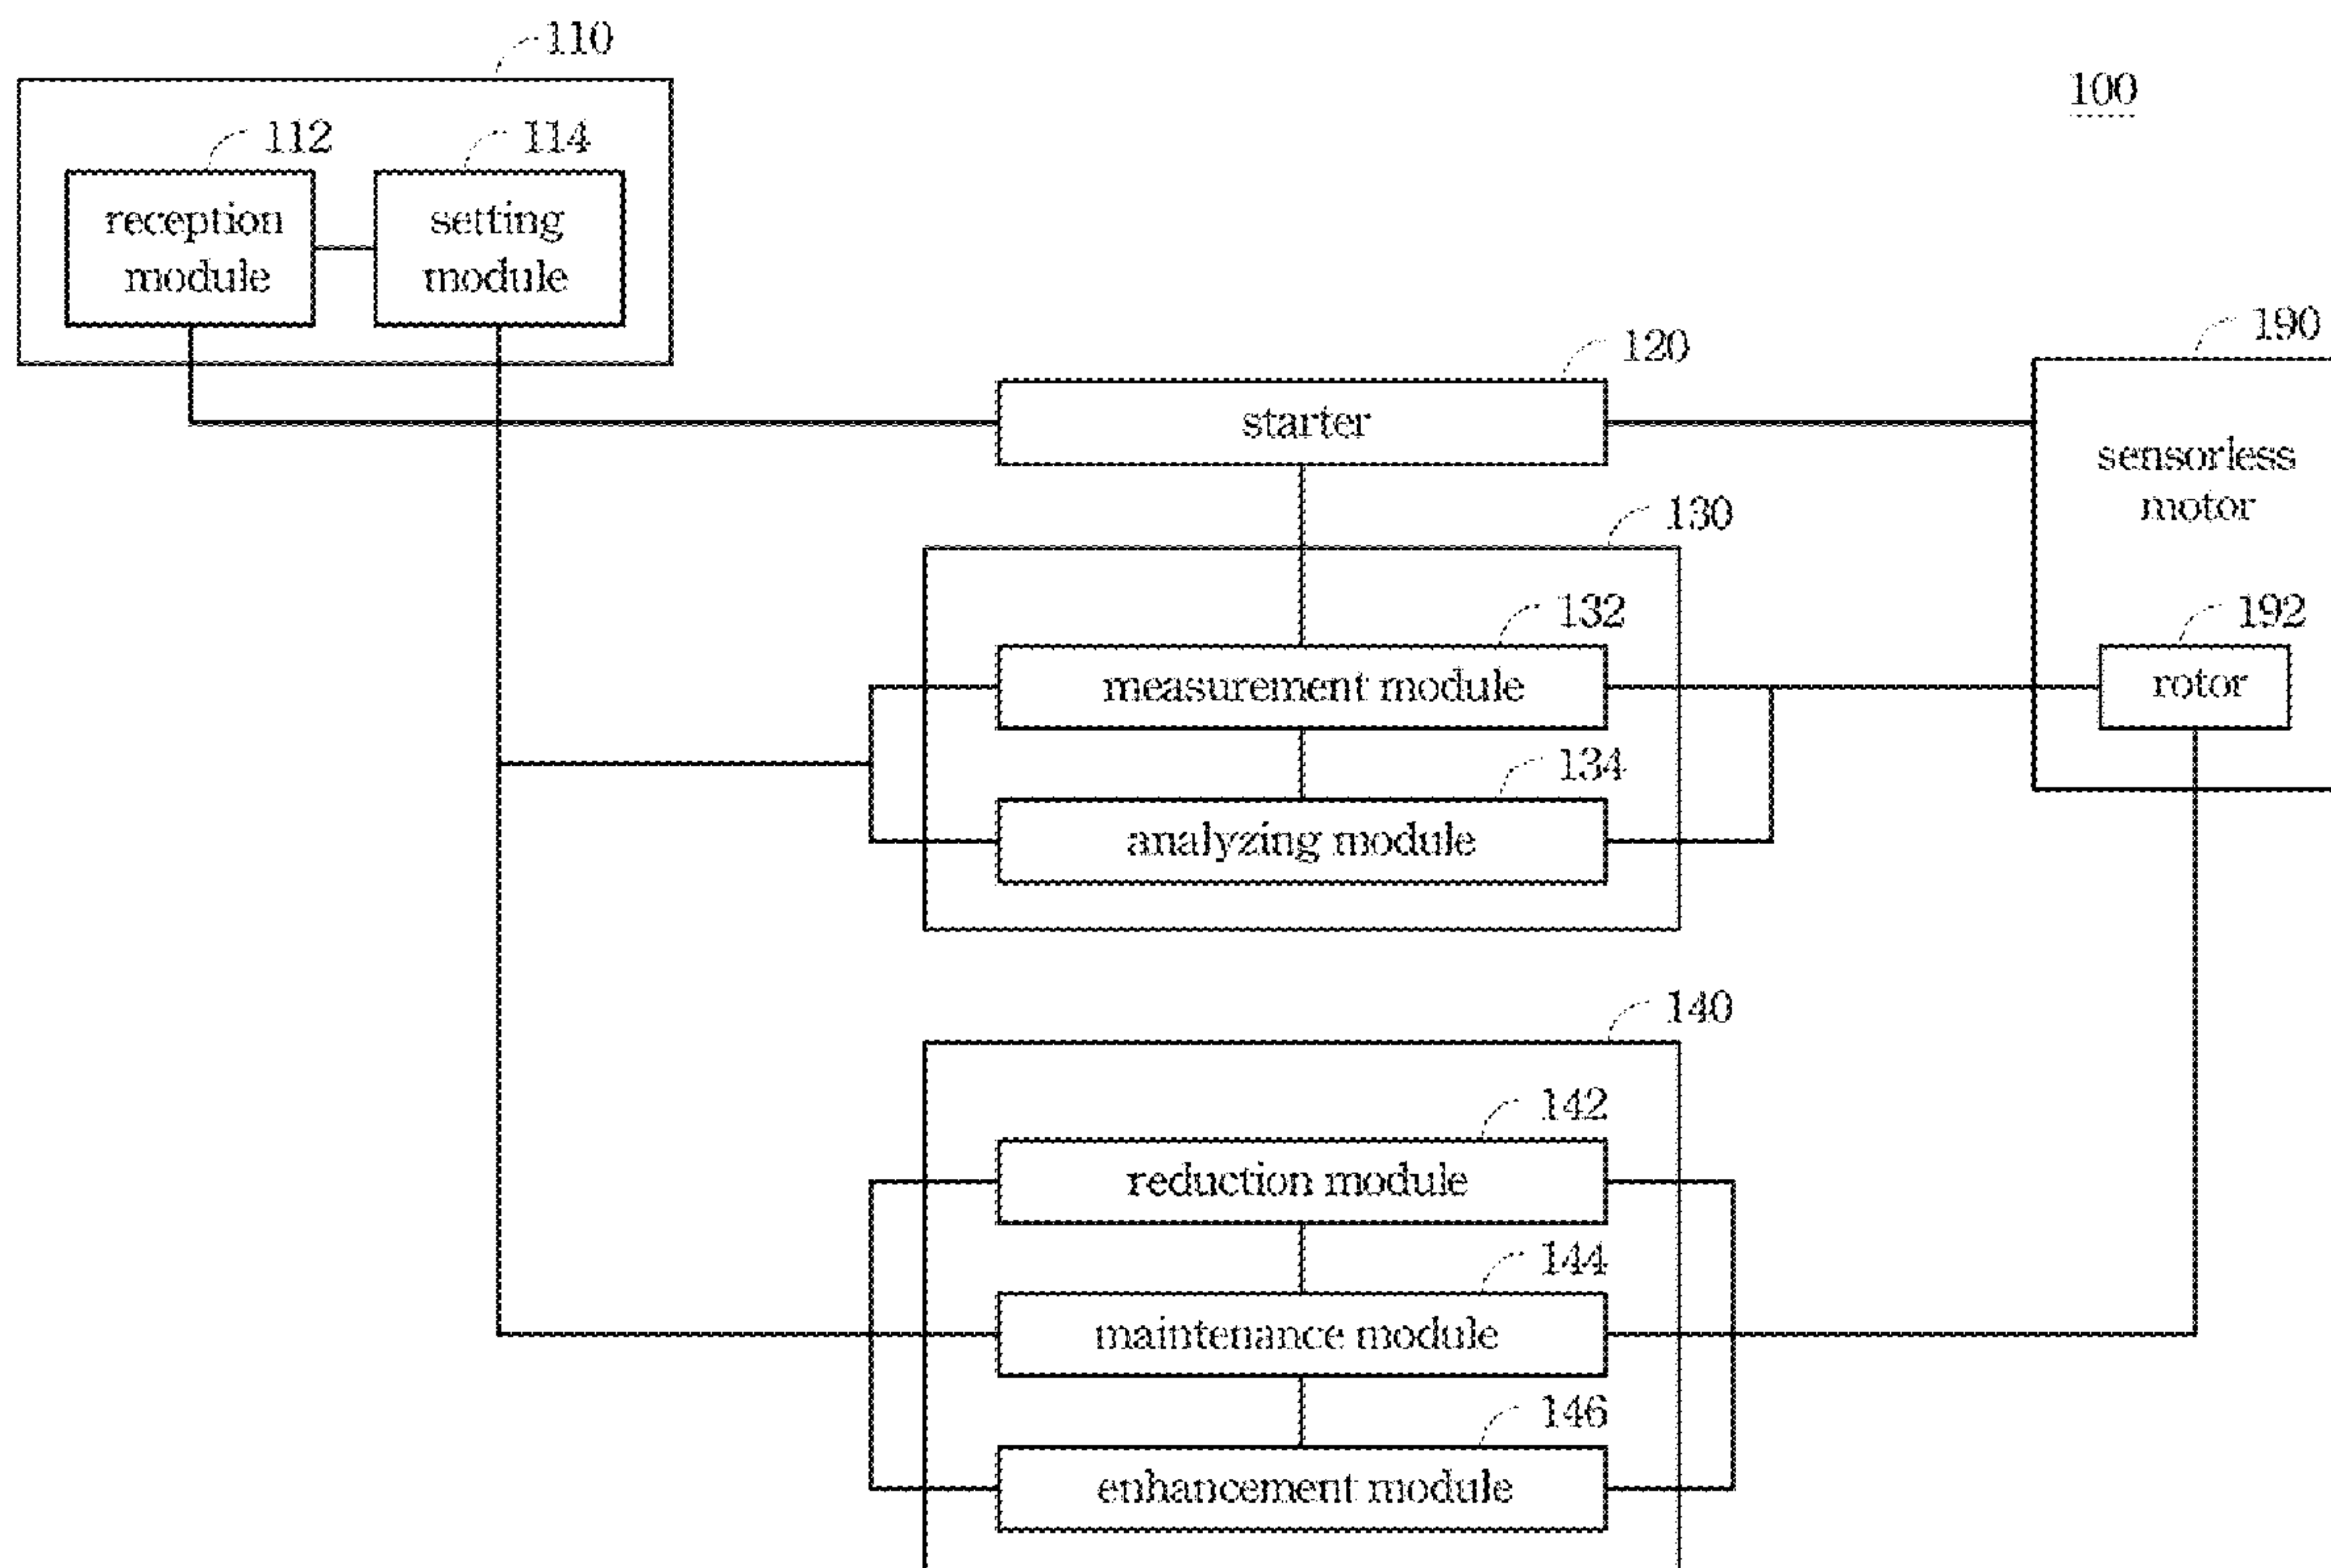 110
100
112
114
reception
module
setting
module
120
190
starter
sensorless
motor
130
132
192
measurement module
rotor
134
analyzing module
140
142
reduction module
144
maintenance module
146
enhancement module